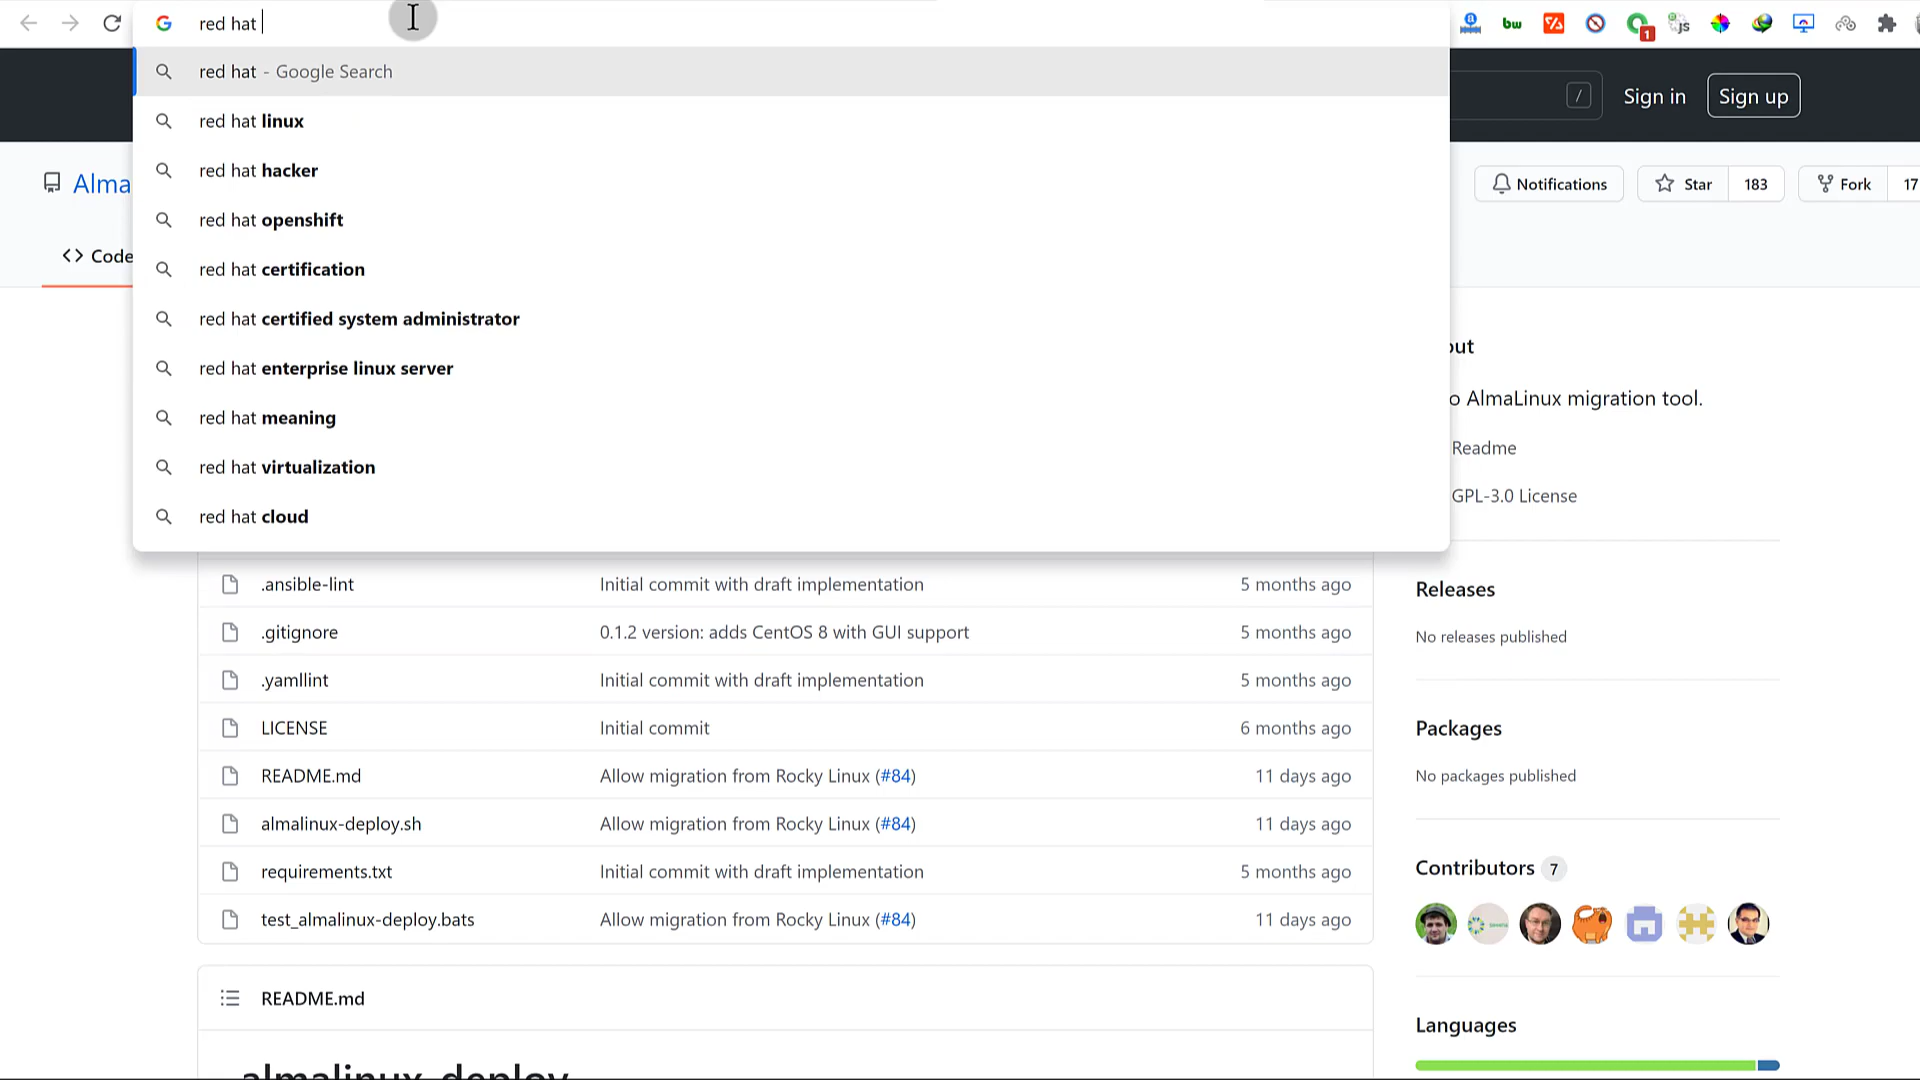 red hat
red hat - Google Search
red hat linux
red hat hacker
red hat openshift
red hat certification
red hat certified system administrator
red hat enterprise linux server
red hat meaning
red hat virtualization
red hat cloud
bw
1
js
/
Sign in
Sign up
Alma
Notifications
Star
183
Fork
17
<> Code
out
o AlmaLinux migration tool.
Readme
GPL-3.0 License
.ansible-lint Initial commit with draft implementation 5 months ago
.gitignore 0.1.2 version: adds CentOS 8 with GUI support 5 months ago
.yamllint Initial commit with draft implementation 5 months ago
LICENSE Initial commit 6 months ago
README.md Allow migration from Rocky Linux (#84) 11 days ago
almalinux-deploy.sh Allow migration from Rocky Linux (#84) 11 days ago
requirements.txt Initial commit with draft implementation 5 months ago
test_almalinux-deploy.bats Allow migration from Rocky Linux (#84) 11 days ago
Releases
No releases published
Packages
No packages published
Contributors 7
Languages
README.md
almalinux-deploy